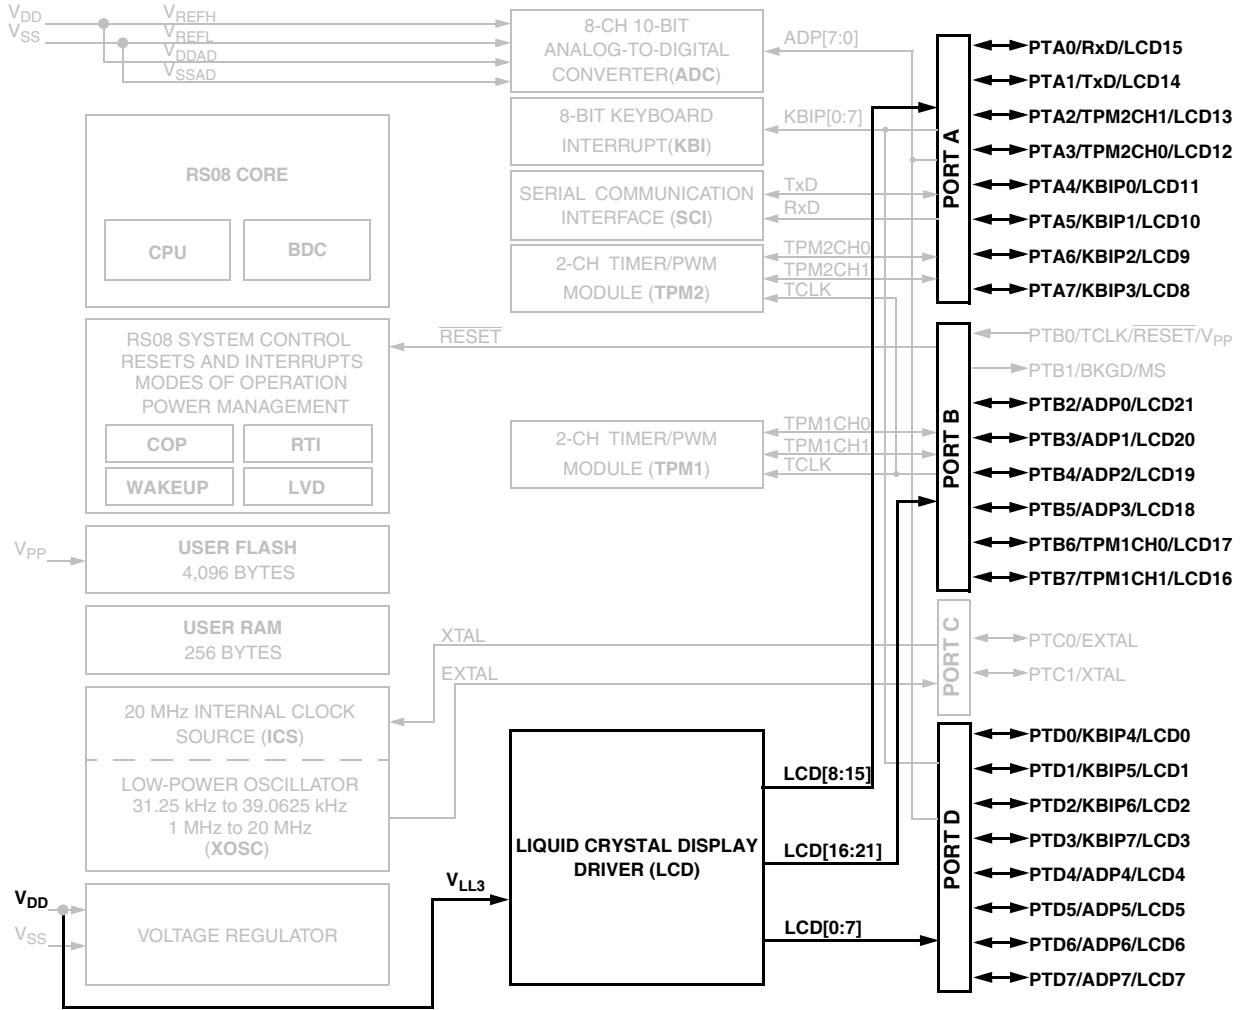 VDD
VSS
VREFH
VREFL
VDDAD
VSSAD
8-CH 10-BIT
ANALOG-TO-DIGITAL
CONVERTER(ADC)
ADP[7:0]
8-BIT KEYBOARD
INTERRUPT(KBI)
KBIP[0:7]
SERIAL COMMUNICATION
INTERFACE (SCI)
TxD
RxD
2-CH TIMER/PWM
MODULE (TPM2)
TPM2CH0
TPM2CH1
TCLK
PORT A
PTA0/RxD/LCD15
PTA1/TxD/LCD14
PTA2/TPM2CH1/LCD13
PTA3/TPM2CH0/LCD12
PTA4/KBIP0/LCD11
PTA5/KBIP1/LCD10
PTA6/KBIP2/LCD9
PTA7/KBIP3/LCD8
RS08 CORE
CPU
BDC
RS08 SYSTEM CONTROL
RESETS AND INTERRUPTS
MODES OF OPERATION
POWER MANAGEMENT
COP
RTI
WAKEUP
LVD
RESET
2-CH TIMER/PWM
MODULE (TPM1)
TPM1CH0
TPM1CH1
TCLK
PORT B
PTB0/TCLK/RESET/VPP
PTB1/BKGD/MS
PTB2/ADP0/LCD21
PTB3/ADP1/LCD20
PTB4/ADP2/LCD19
PTB5/ADP3/LCD18
PTB6/TPM1CH0/LCD17
PTB7/TPM1CH1/LCD16
VPP
USER FLASH
4,096 BYTES
USER RAM
256 BYTES
XTAL
EXTAL
PORT C
PTC0/EXTAL
PTC1/XTAL
20 MHz INTERNAL CLOCK
SOURCE (ICS)
LOW-POWER OSCILLATOR
31.25 kHz to 39.0625 kHz
1 MHz to 20 MHz
(XOSC)
VDD
VSS
VOLTAGE REGULATOR
VLL3
LIQUID CRYSTAL DISPLAY
DRIVER (LCD)
LCD[8:15]
LCD[16:21]
LCD[0:7]
PORT D
PTD0/KBIP4/LCD0
PTD1/KBIP5/LCD1
PTD2/KBIP6/LCD2
PTD3/KBIP7/LCD3
PTD4/ADP4/LCD4
PTD5/ADP5/LCD5
PTD6/ADP6/LCD6
PTD7/ADP7/LCD7